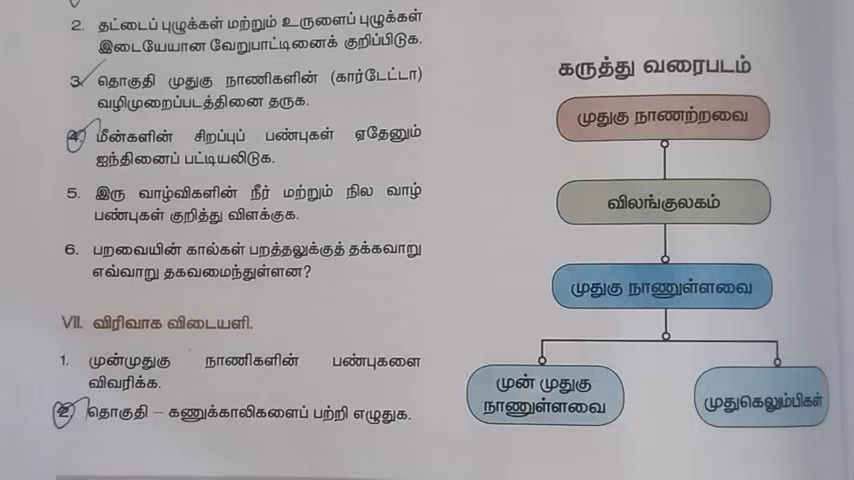 2. தட்டைப் புழுக்கள் மற்றும் உருளைப் புழுக்கள்
இடையேயான வேறுபாட்டினைக் குறிப்பிடுக.
3. தொகுதி முதுகு நாணிகளின் (கார்டேட்டா)
வழிமுறைப்படத்தினை தருக.
4. மீன்களின் சிறப்புப் பண்புகள் ஏதேனும்
ஐந்தினைப் பட்டியலிடுக.
5. இரு வாழ்விகளின் நீர் மற்றும் நில வாழ்
பண்புகள் குறித்து விளக்குக.
6. பறவையின் கால்கள் பறத்தலுக்குத் தக்கவாறு
எவ்வாறு தகவமைந்துள்ளன?
VII. விரிவாக விடையளி.
1. முன்முதுகு நாணிகளின் பண்புகளை
விவரிக்க.
2. தொகுதி – கணுக்காலிகளைப் பற்றி எழுதுக.
கருத்து வரைபடம்
முதுகு நாணற்றவை
விலங்குலகம்
முதுகு நாணுள்ளவை
முன் முதுகு
நாணுள்ளவை
முதுகெலும்பிகள்